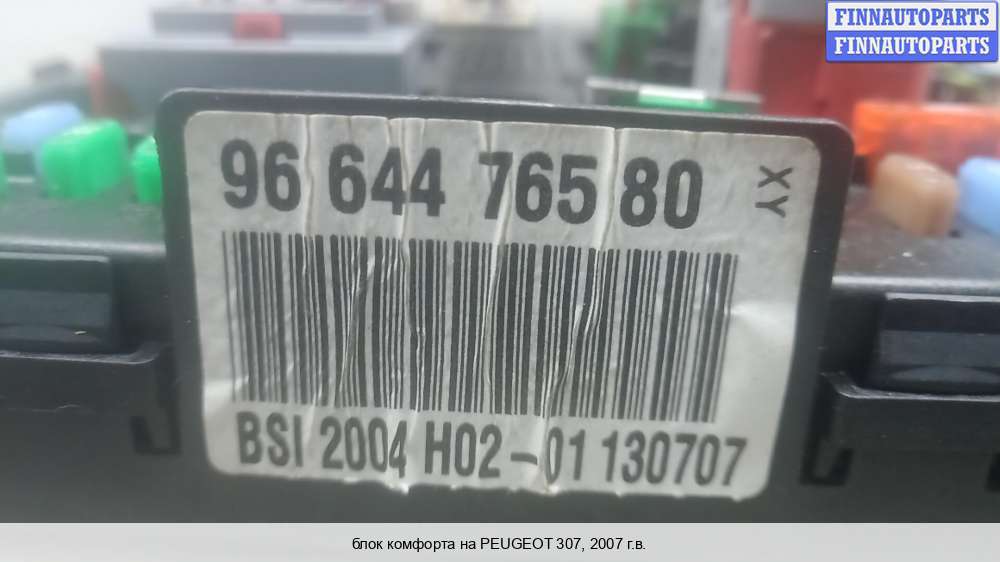 FINNAUTOPARTS
FINNAUTOPARTS
96 644 765 80
XY
BSI 2004 H02-01 130707
блок комфорта на PEUGEOT 307, 2007 г.в.